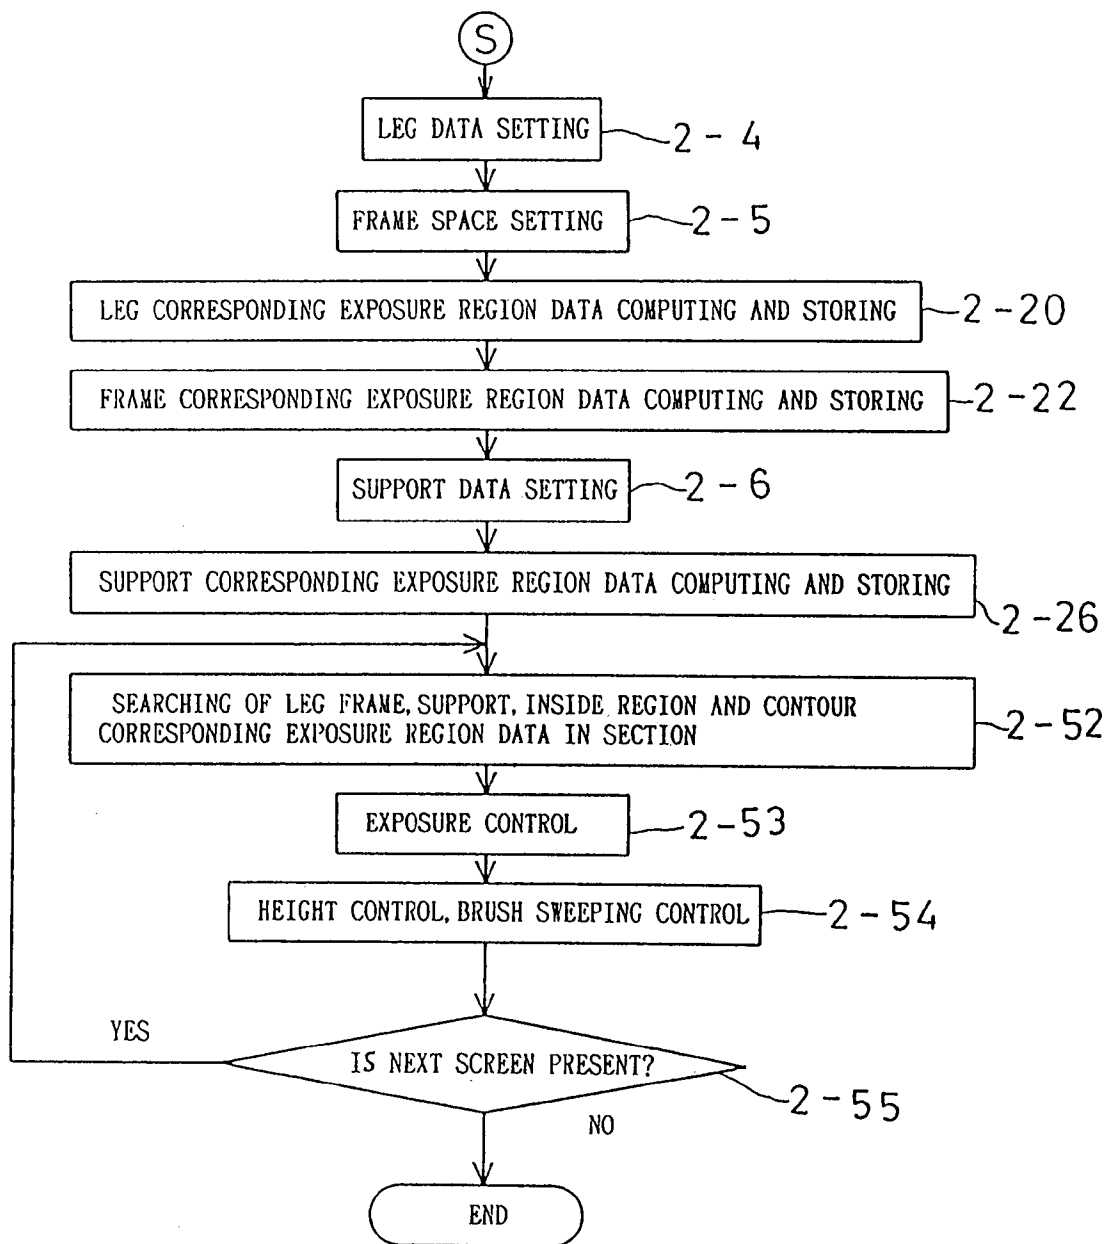 S
LEG DATA SETTING
2-4
FRAME SPACE SETTING
2-5
LEG CORRESPONDING EXPOSURE REGION DATA COMPUTING AND STORING
2-20
FRAME CORRESPONDING EXPOSURE REGION DATA COMPUTING AND STORING
2-22
SUPPORT DATA SETTING
2-6
SUPPORT CORRESPONDING EXPOSURE REGION DATA COMPUTING AND STORING
2-26
SEARCHING OF LEG FRAME, SUPPORT, INSIDE REGION AND CONTOUR
CORRESPONDING EXPOSURE REGION DATA IN SECTION
2-52
EXPOSURE CONTROL
2-53
HEIGHT CONTROL, BRUSH SWEEPING CONTROL
2-54
YES
IS NEXT SCREEN PRESENT?
2-55
NO
END